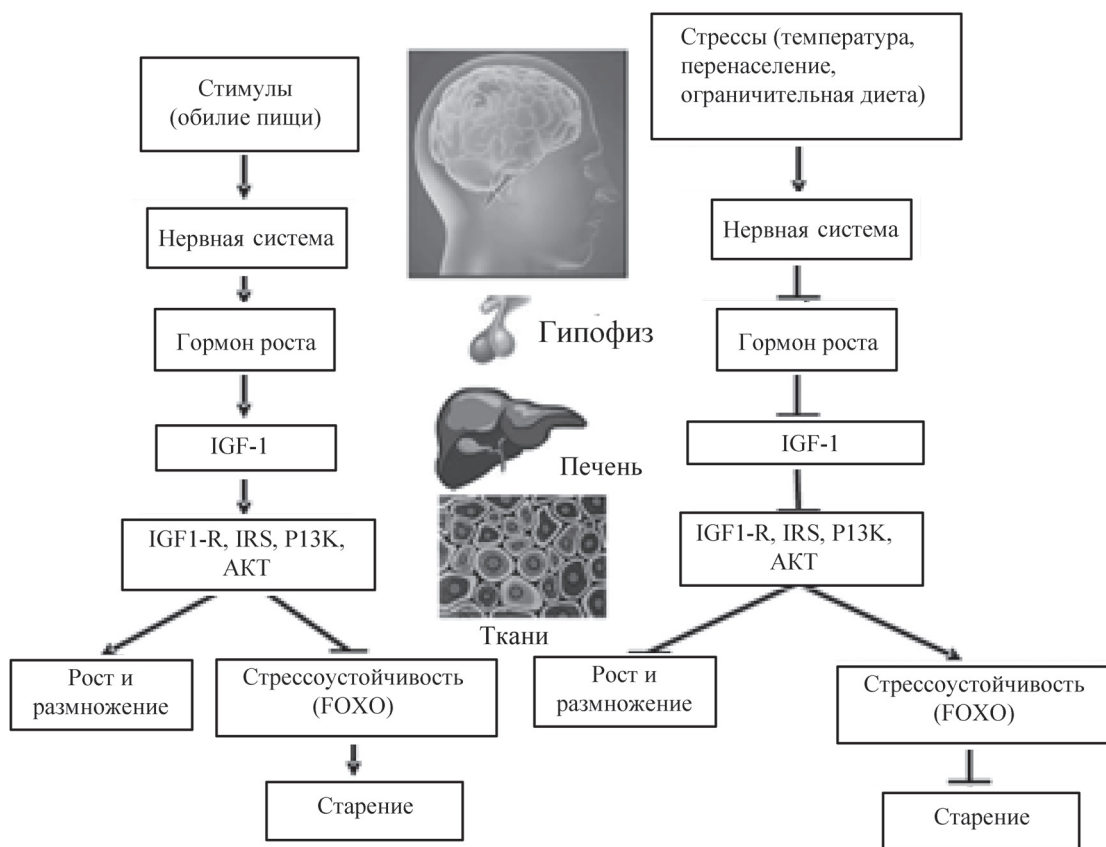 Стимулы
(обилие пищи)
Нервная система
Гормон роста
IGF-1
IGF1-R, IRS, P13K,
АКТ
Рост и
размножение
Стрессоустойчивость
(FOXO)
Старение
Гипофиз
Печень
Ткани
Стрессы (температура,
перенаселение,
ограничительная диета)
Нервная система
Гормон роста
IGF-1
IGF1-R, IRS, P13K,
АКТ
Рост и
размножение
Стрессоустойчивость
(FOXO)
Старение